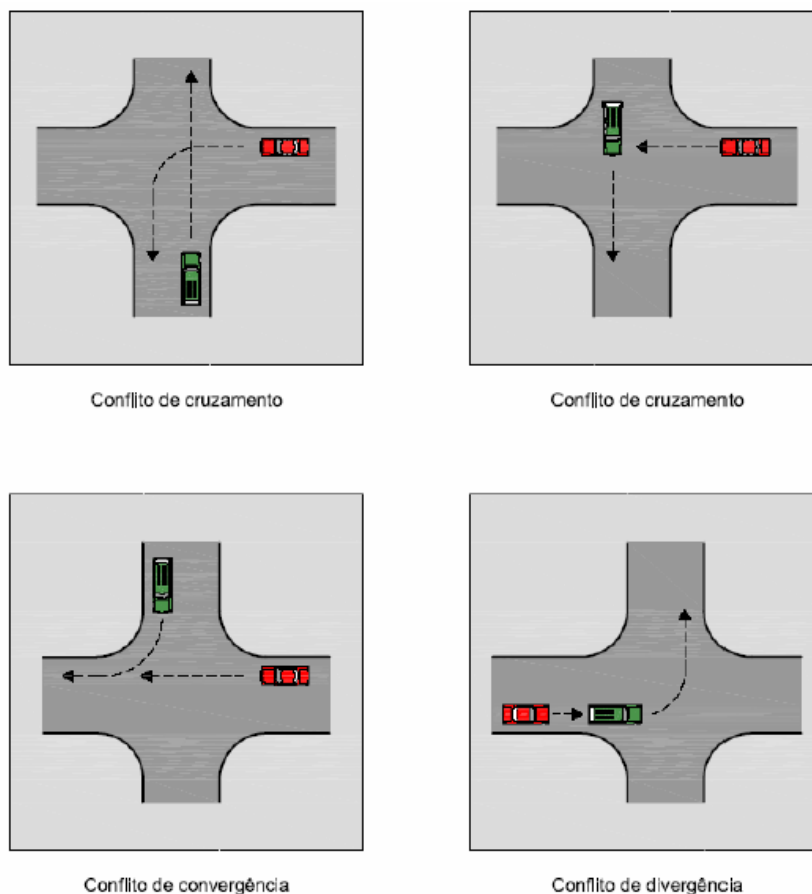 Conflito de cruzamento
Conflito de cruzamento
Conflito de convergência
Conflito de divergência